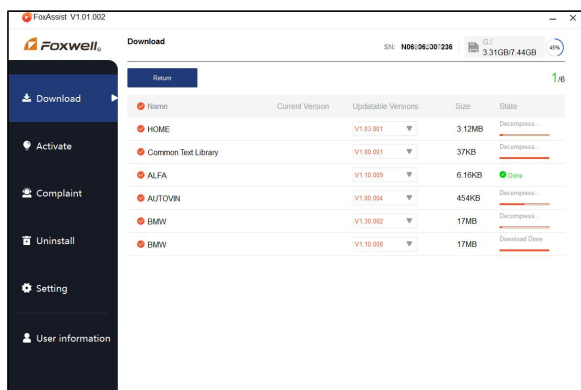 FoxAssist V1.01.002
FOXWELL
Download
SN:
G:/
3.31GB/7.44GB
45%
Return
1/6
Download
Activate
Complaint
Uninstall
Setting
User information
Name Current Version Updatable Versions Size State
HOME V1.03.001 3.12MB Decompress...
Common Text Library V1.00.001 37KB Decompress...
ALFA V1.10.009 6.16KB Done
AUTOVIN V1.00.004 454KB Decompress...
BMW V1.30.002 17MB Decompress...
BMW V1.10.008 17MB Download Done